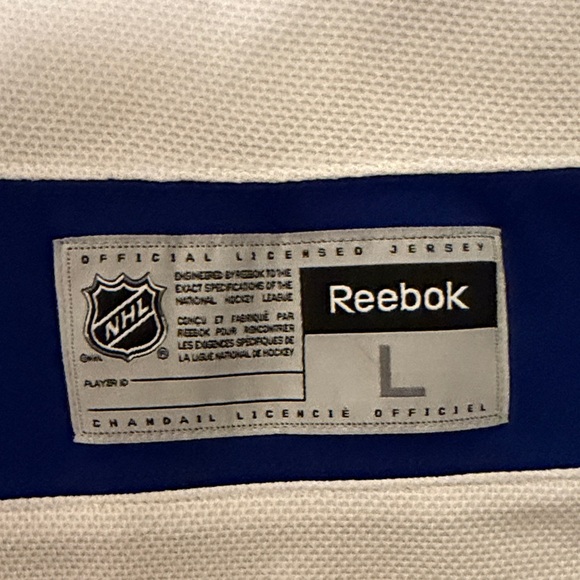 OFFICIAL LICENSED JERSEY
NHL
©NHL ®
ENGINEERED BY REEBOK TO THE
EXACT SPECIFICATIONS OF THE
NATIONAL HOCKEY LEAGUE
CONÇU ET FABRIQUÉ PAR
REEBOK POUR RENCONTRER
LES EXIGENCES SPÉCIFIQUES DE
LA LIGUE NATIONAL DE HOCKEY
Reebok
L
PLAYER ID
CHANDAIL LICENCIÉ OFFICIEL